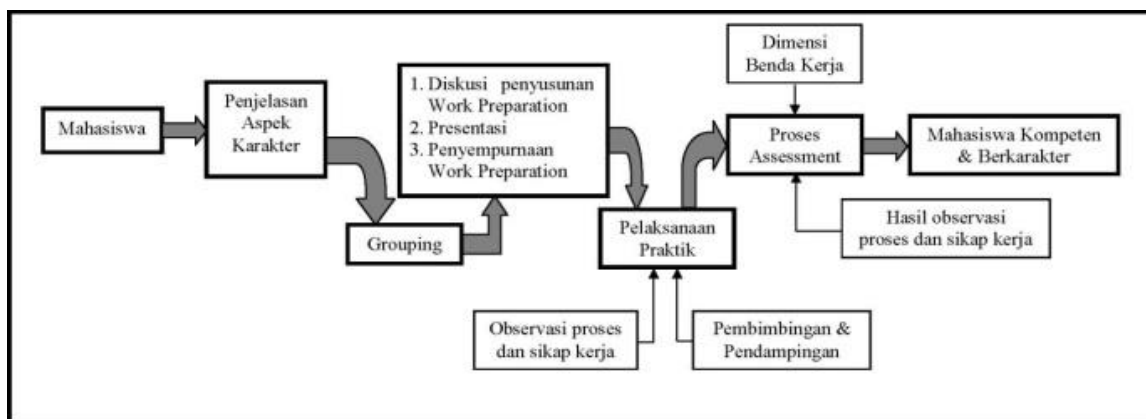 Mahasiswa
Penjelasan
Aspek
Karakter
Grouping
1. Diskusi penyusunan
Work Preparation
2. Presentasi
3. Penyempurnaan
Work Preparation
Pelaksanaan
Praktik
Observasi proses
dan sikap kerja
Pembimbingan &
Pendampingan
Dimensi
Benda Kerja
Proses
Assessment
Hasil observasi
proses dan sikap kerja
Mahasiswa Kompeten
& Berkarakter